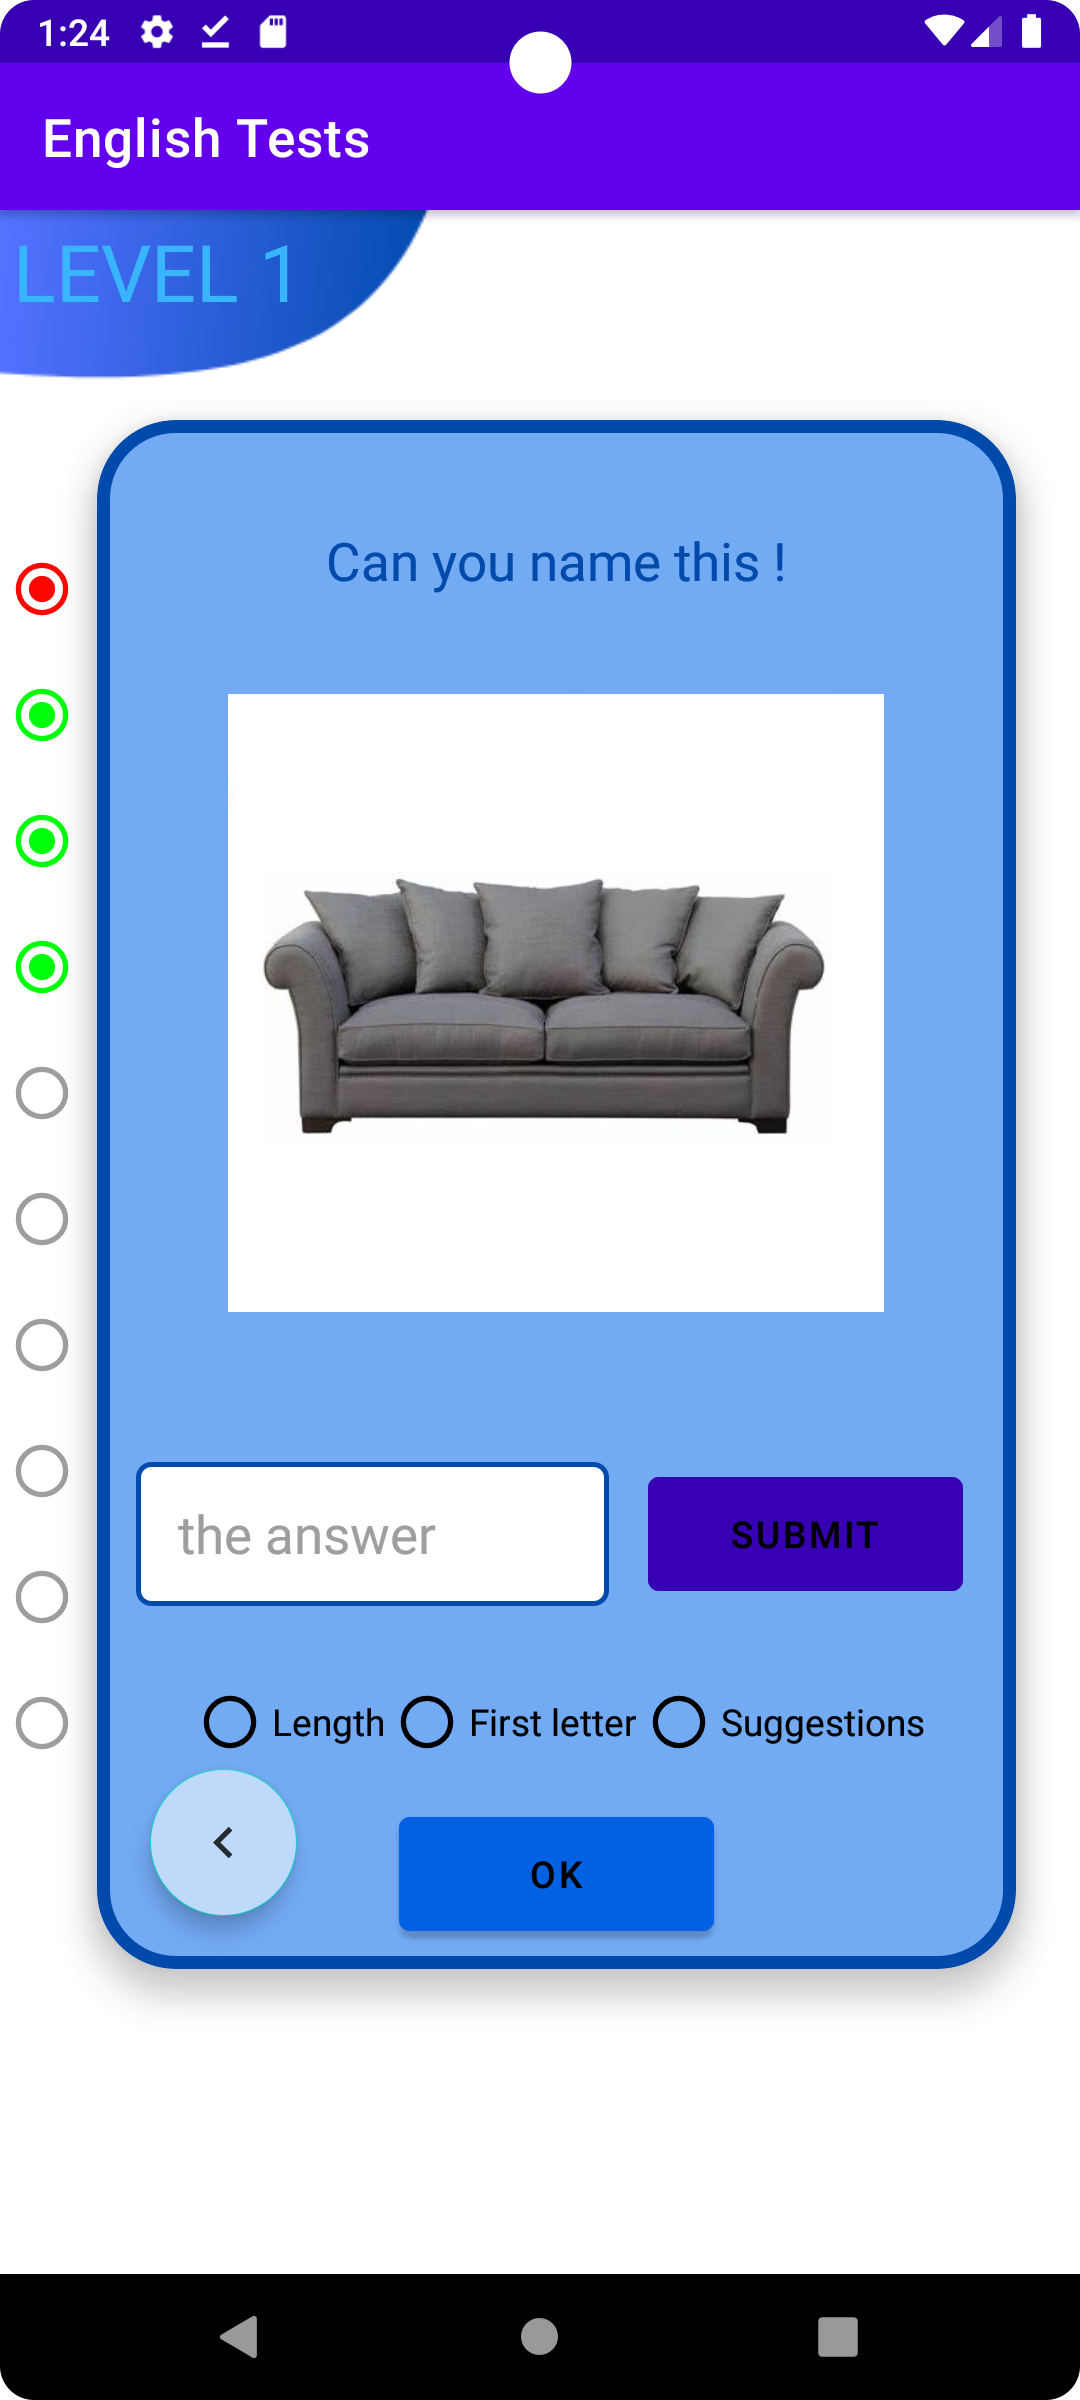 1:24
English Tests
LEVEL 1
Can you name this !
the answer
SUBMIT
Length First letter Suggestions
OK